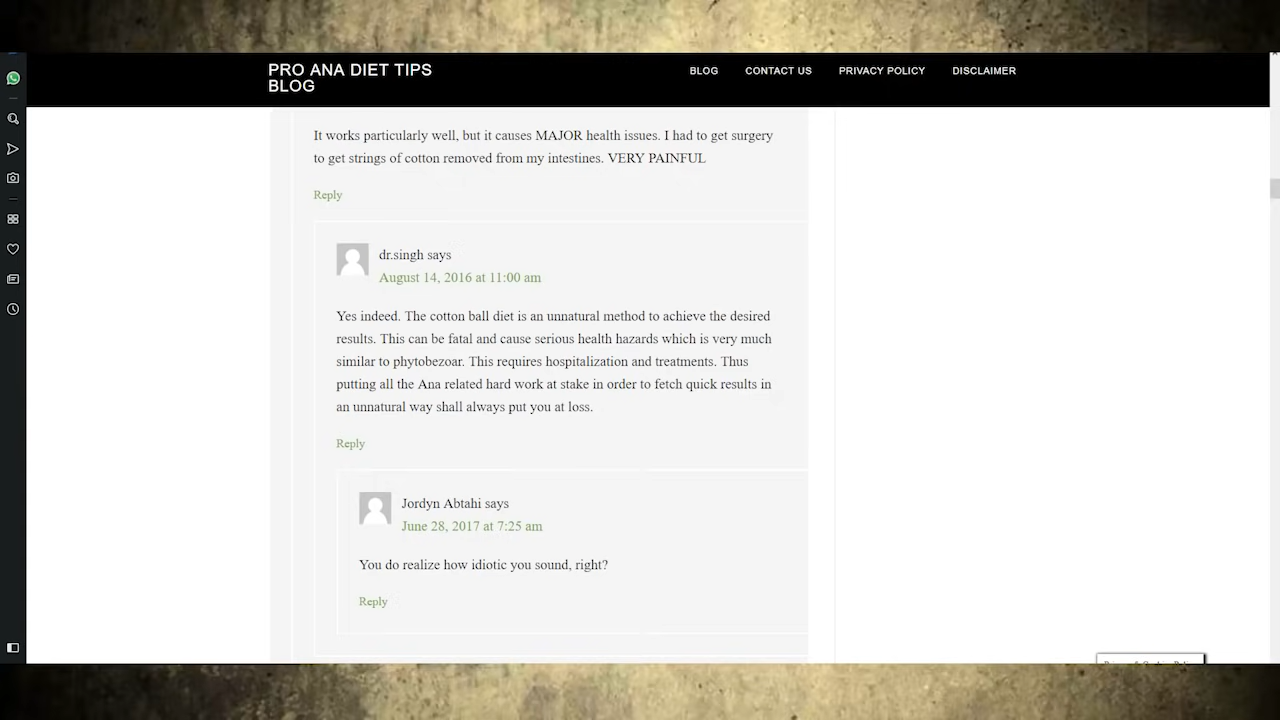 PRO ANA DIET TIPS
BLOG
BLOG CONTACT US PRIVACY POLICY DISCLAIMER
It works particularly well, but it causes MAJOR health issues. I had to get surgery
to get strings of cotton removed from my intestines. VERY PAINFUL
Reply
dr.singh says
August 14, 2016 at 11:00 am
Yes indeed. The cotton ball diet is an unnatural method to achieve the desired
results. This can be fatal and cause serious health hazards which is very much
similar to phytobezoar. This requires hospitalization and treatments. Thus
putting all the Ana related hard work at stake in order to fetch quick results in
an unnatural way shall always put you at loss.
Reply
Jordyn Abtahi says
June 28, 2017 at 7:25 am
You do realize how idiotic you sound, right?
Reply